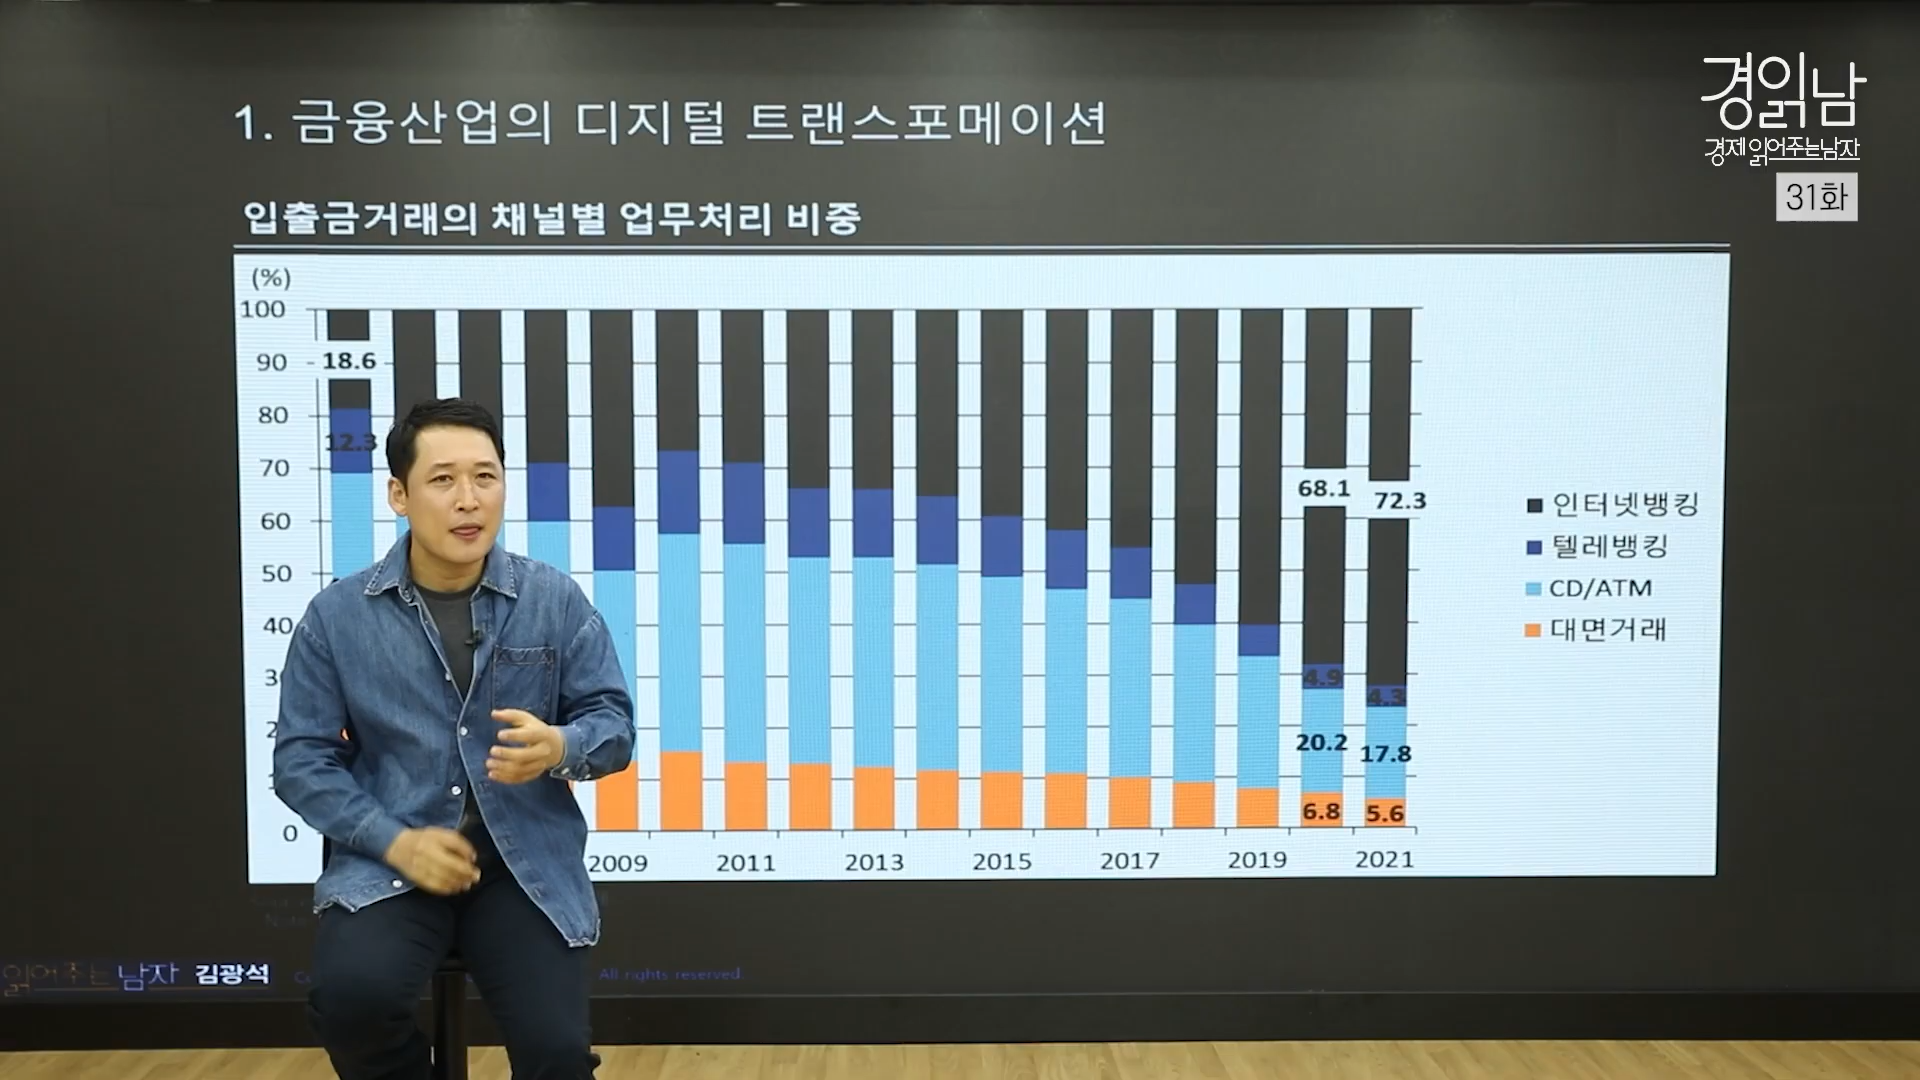 1. 금융산업의 디지털 트랜스포메이션
경읽남
경제 읽어주는남자
31화
입출금거래의 채널별 업무처리 비중
(%)
100
90
80
70
60
50
40
0
18.6
12.3
68.1
72.3
4.9
4.3
20.2
17.8
6.8
5.6
2009
2011
2013
2015
2017
2019
2021
인터넷뱅킹
텔레뱅킹
CD/ATM
대면거래
읽어주는남자 김광석
All rights reserved.